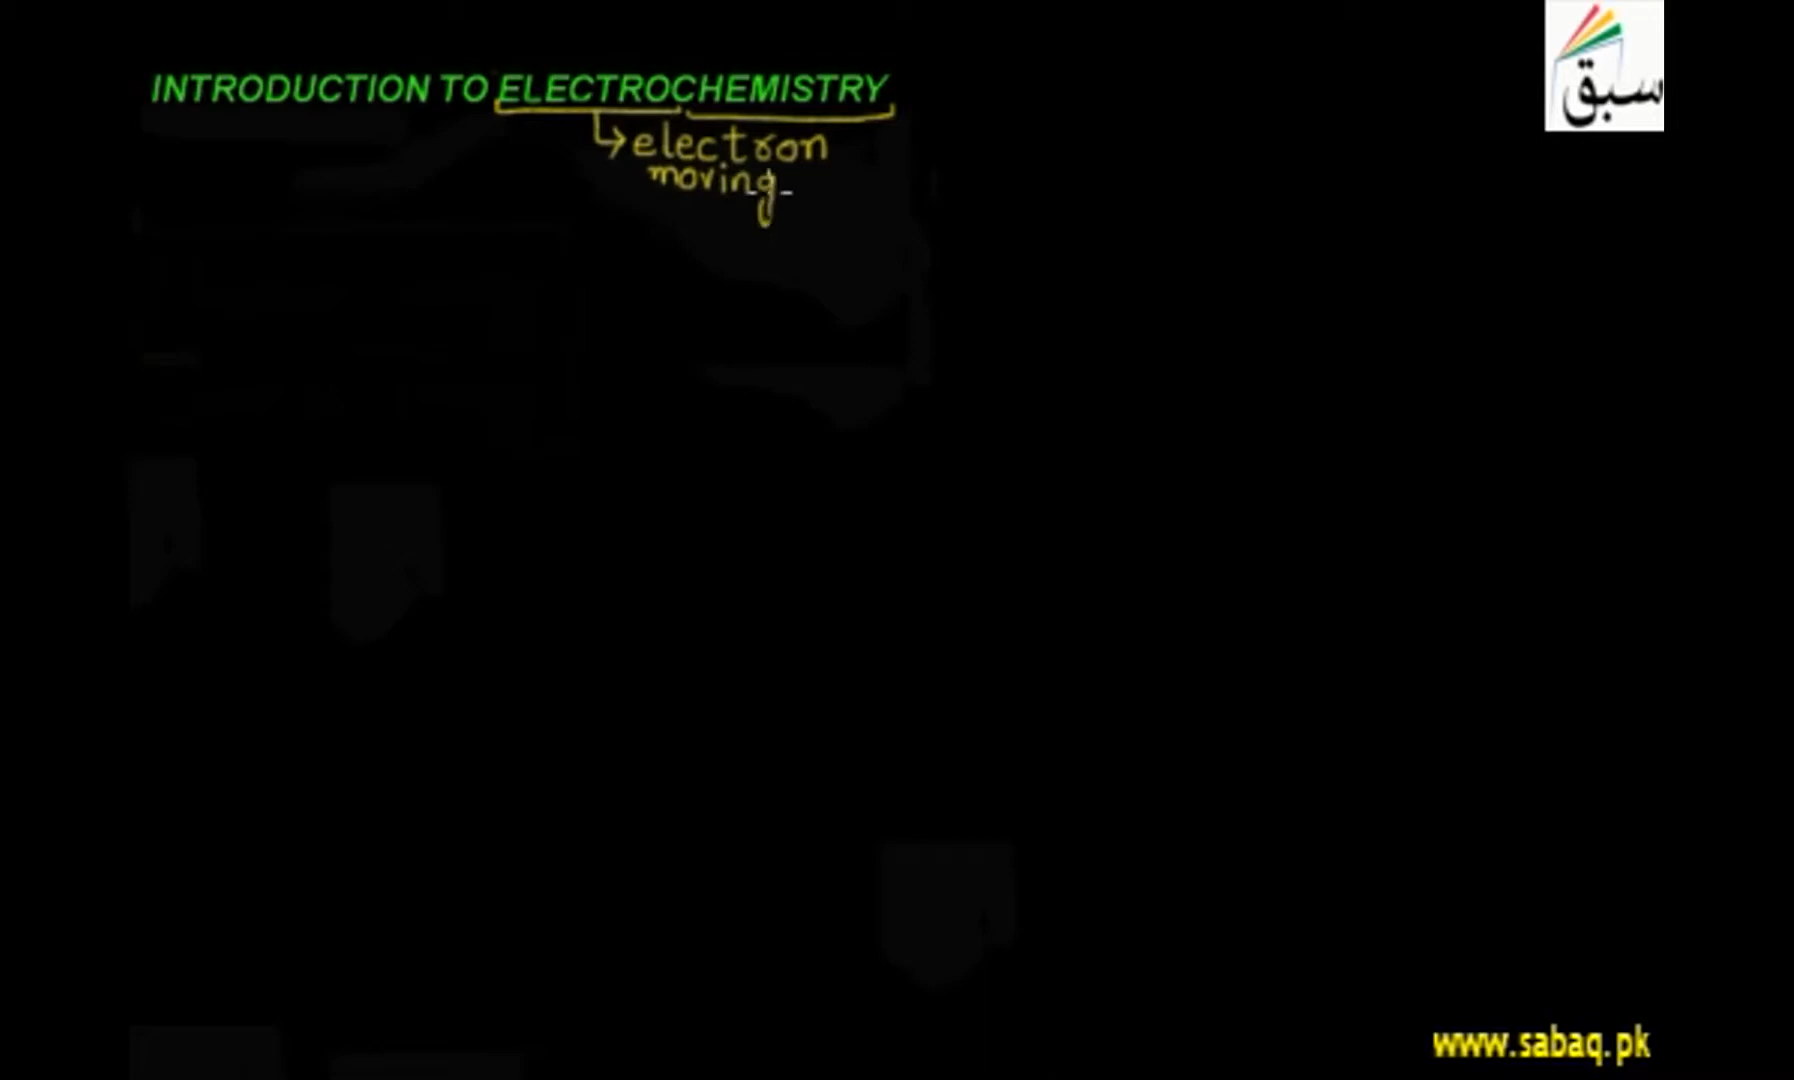 INTRODUCTION TO ELECTROCHEMISTRY
electron
moving
سبق
www.sabaq.pk